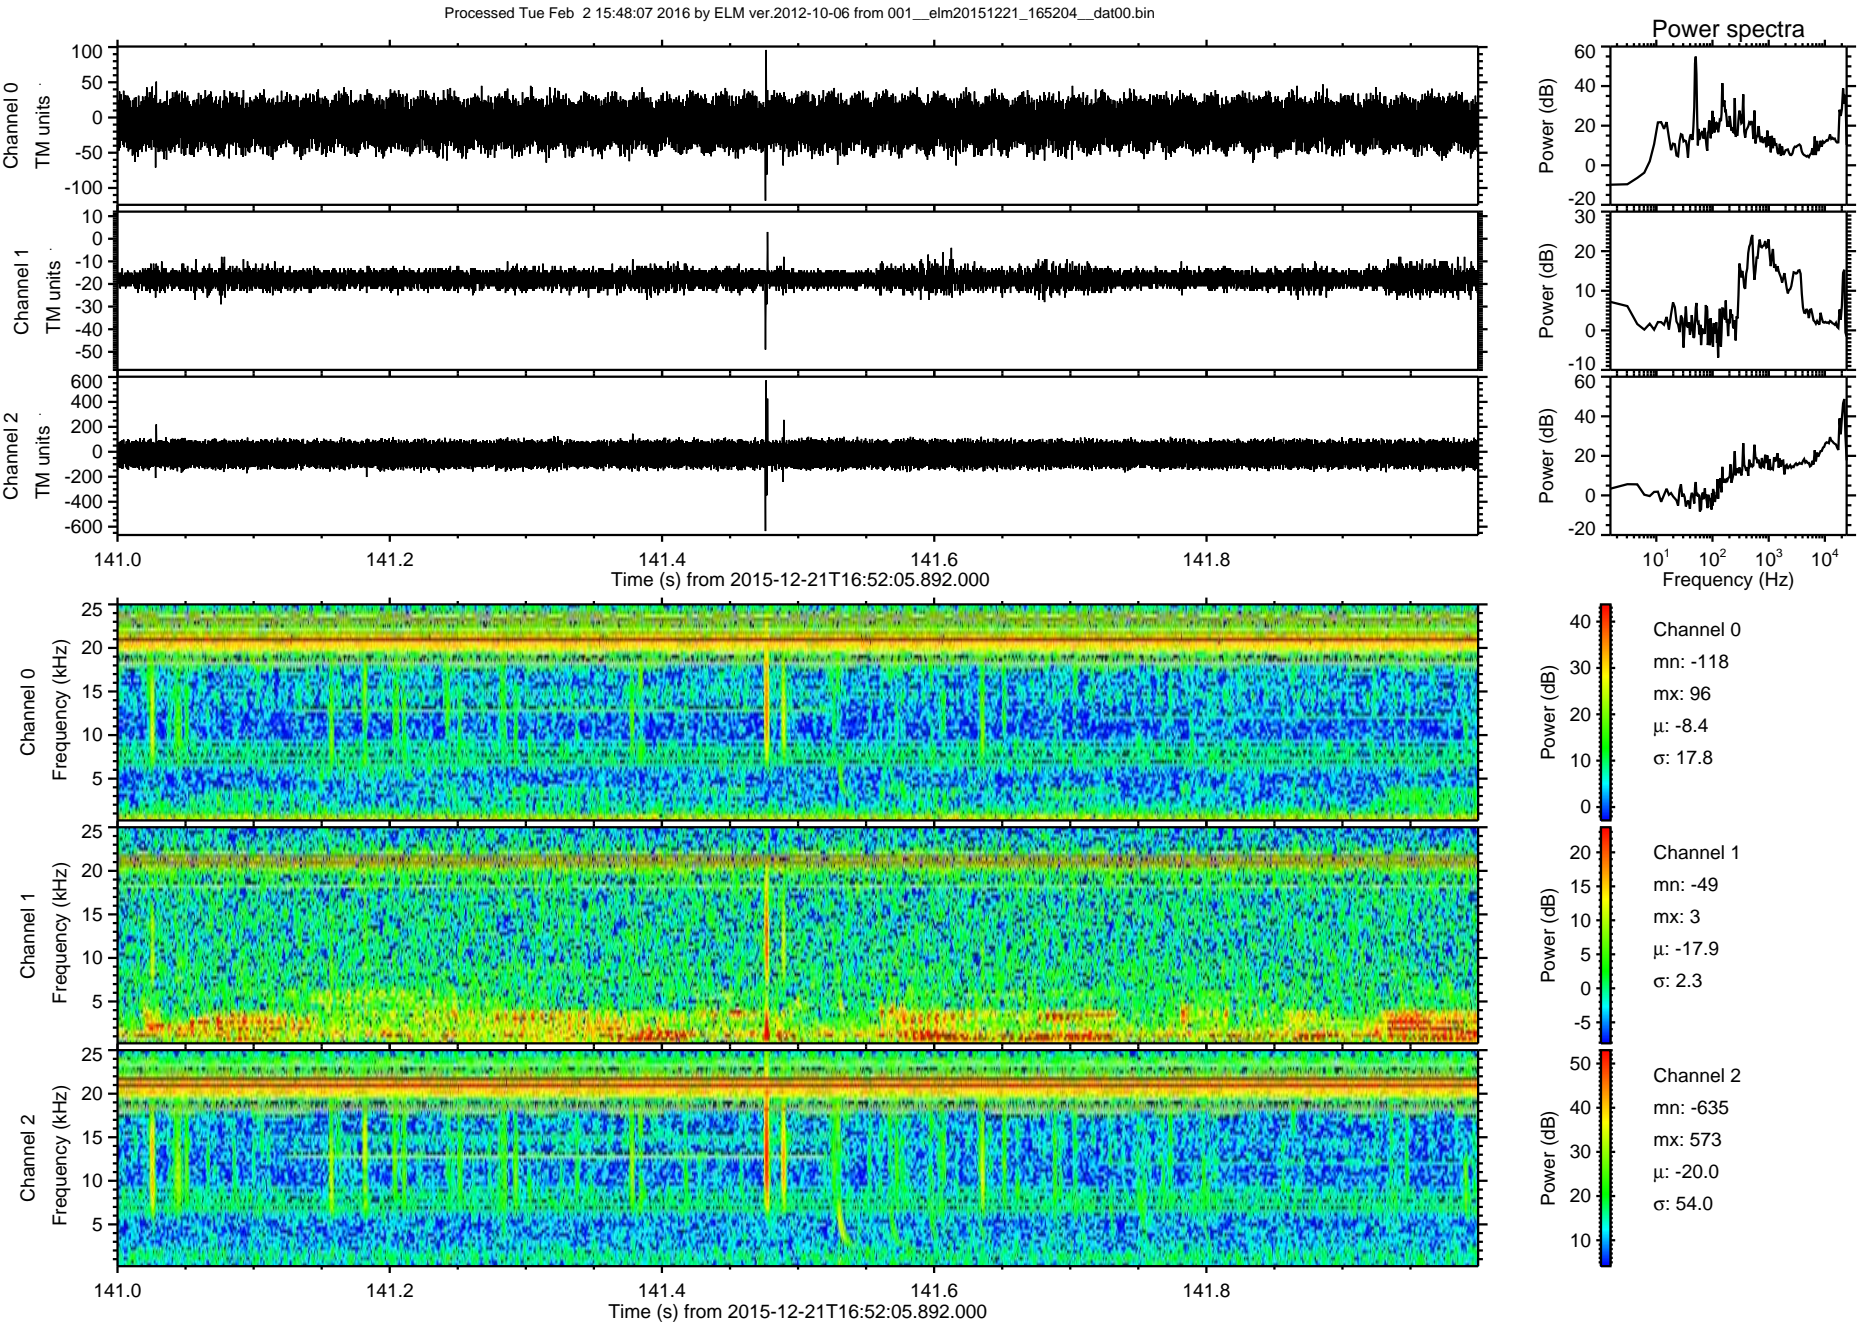 Processed Tue Feb  2 15:48:07 2016 by ELM ver.2012-10-06 from 001__elm20151221_165204__dat00.bin
Power spectra
Channel 0
TM units
100
50
0
-50
-100
Power (dB)
60
40
20
0
-20
Channel 1
TM units
10
0
-10
-20
-30
-40
-50
Power (dB)
30
20
10
0
-10
Channel 2
TM units
600
400
200
0
-200
-400
-600
Power (dB)
60
40
20
0
-20
141.0 141.2 141.4 141.6 141.8
Time (s) from 2015-12-21T16:52:05.892.000
10¹ 10² 10³ 10⁴
Frequency (Hz)
Channel 0
Frequency (kHz)
25
20
15
10
5
Power (dB)
40
30
20
10
0
Channel 0
mn: -118
mx: 96
μ: -8.4
σ: 17.8
Channel 1
Frequency (kHz)
25
20
15
10
5
Power (dB)
20
15
10
5
0
-5
Channel 1
mn: -49
mx: 3
μ: -17.9
σ: 2.3
Channel 2
Frequency (kHz)
25
20
15
10
5
Power (dB)
50
40
30
20
10
Channel 2
mn: -635
mx: 573
μ: -20.0
σ: 54.0
141.0 141.2 141.4 141.6 141.8
Time (s) from 2015-12-21T16:52:05.892.000